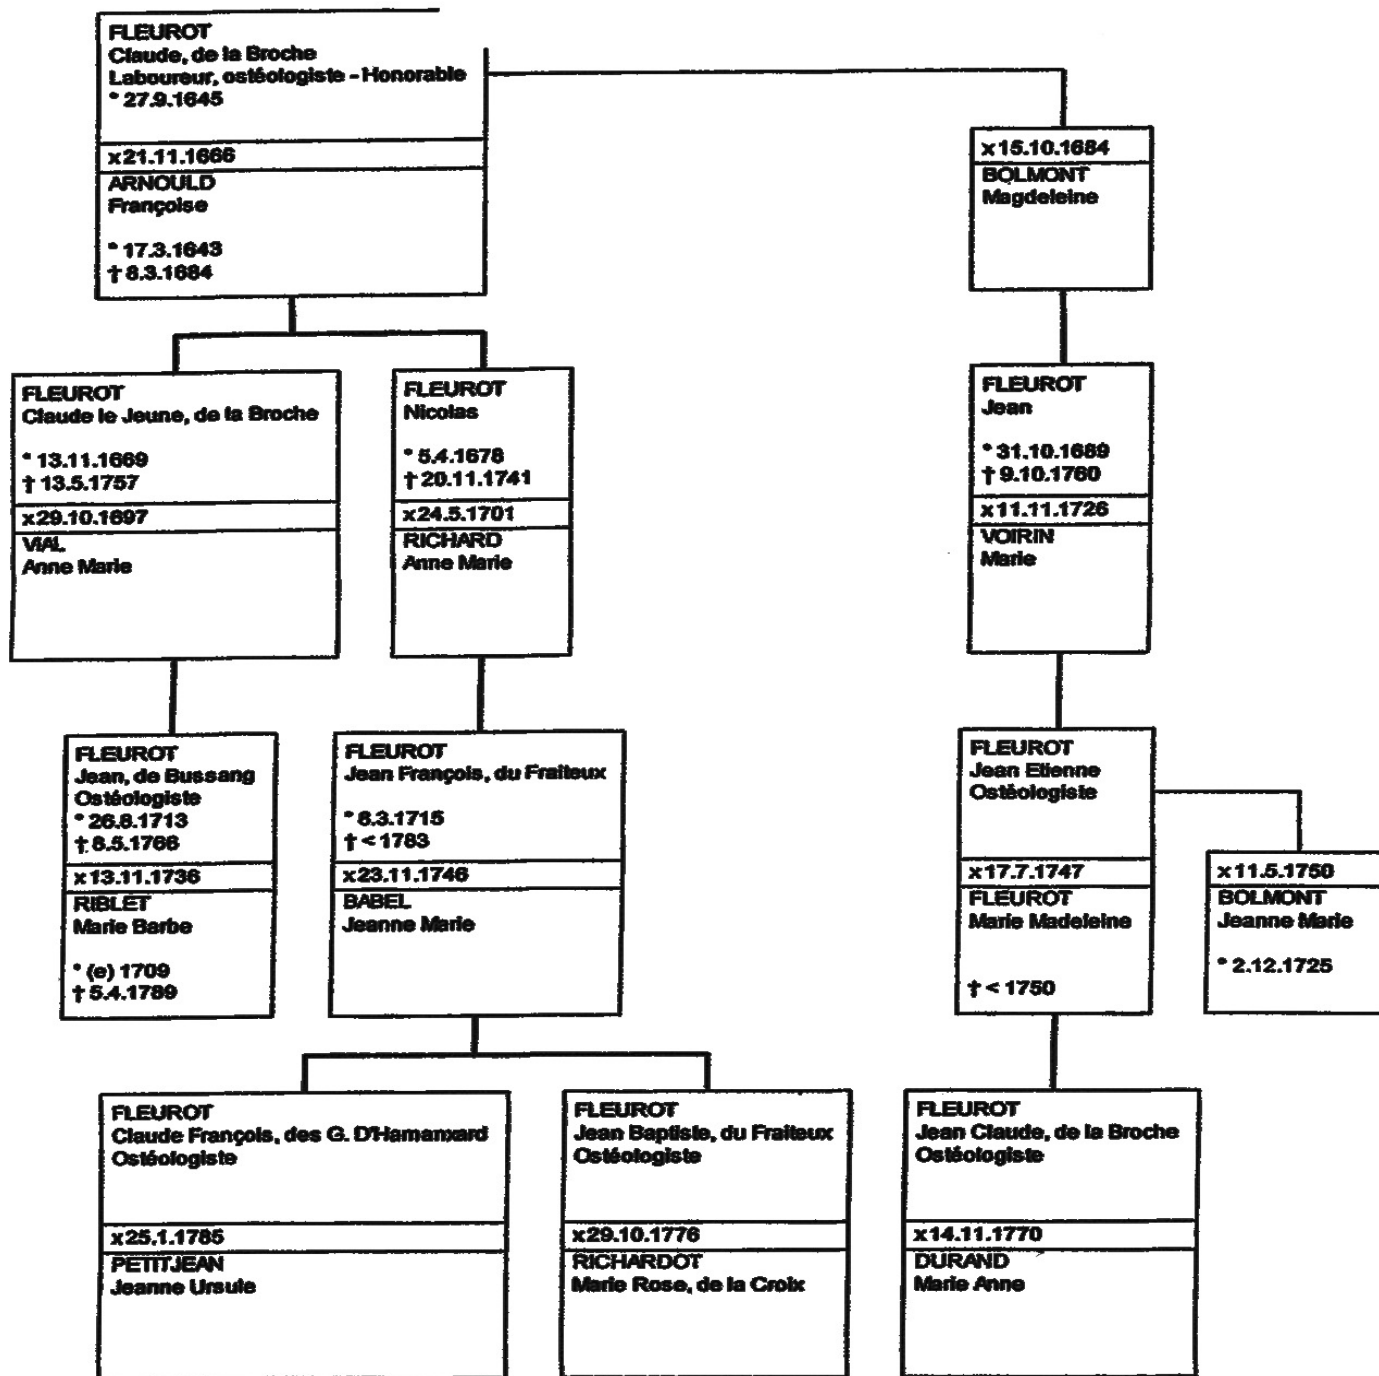 FLEUROT
Claude, de la Broche
Laboureur, ostéologiste - Honorable
* 27.9.1645
x21.11.1666
ARNOULD
Françoise
* 17.3.1643
† 8.3.1684
x15.10.1684
BOLMONT
Magdeleine
FLEUROT
Claude le Jeune, de la Broche
* 13.11.1669
† 13.5.1757
x29.10.1697
VIAL
Anne Marie
FLEUROT
Nicolas
* 5.4.1678
† 20.11.1741
x24.5.1701
RICHARD
Anne Marie
FLEUROT
Jean
* 31.10.1689
† 9.10.1760
x11.11.1726
VOIRIN
Marie
FLEUROT
Jean, de Bussang
Ostéologiste
* 26.8.1713
† 8.5.1766
x13.11.1736
RIBLET
Marie Barbe
* (e) 1709
† 5.4.1789
FLEUROT
Jean François, du Fraiteux
* 8.3.1715
† < 1783
x23.11.1746
BABEL
Jeanne Marie
FLEUROT
Jean Etienne
Ostéologiste
x17.7.1747
FLEUROT
Marie Madeleine
† < 1750
x11.5.1750
BOLMONT
Jeanne Marie
* 2.12.1725
FLEUROT
Claude François, des G. D'Hamanxard
Ostéologiste
x25.1.1785
PETITJEAN
Jeanne Ursule
FLEUROT
Jean Baptiste, du Fraiteux
Ostéologiste
x29.10.1776
RICHARDOT
Marie Rose, de la Croix
FLEUROT
Jean Claude, de la Broche
Ostéologiste
x14.11.1770
DURAND
Marie Anne